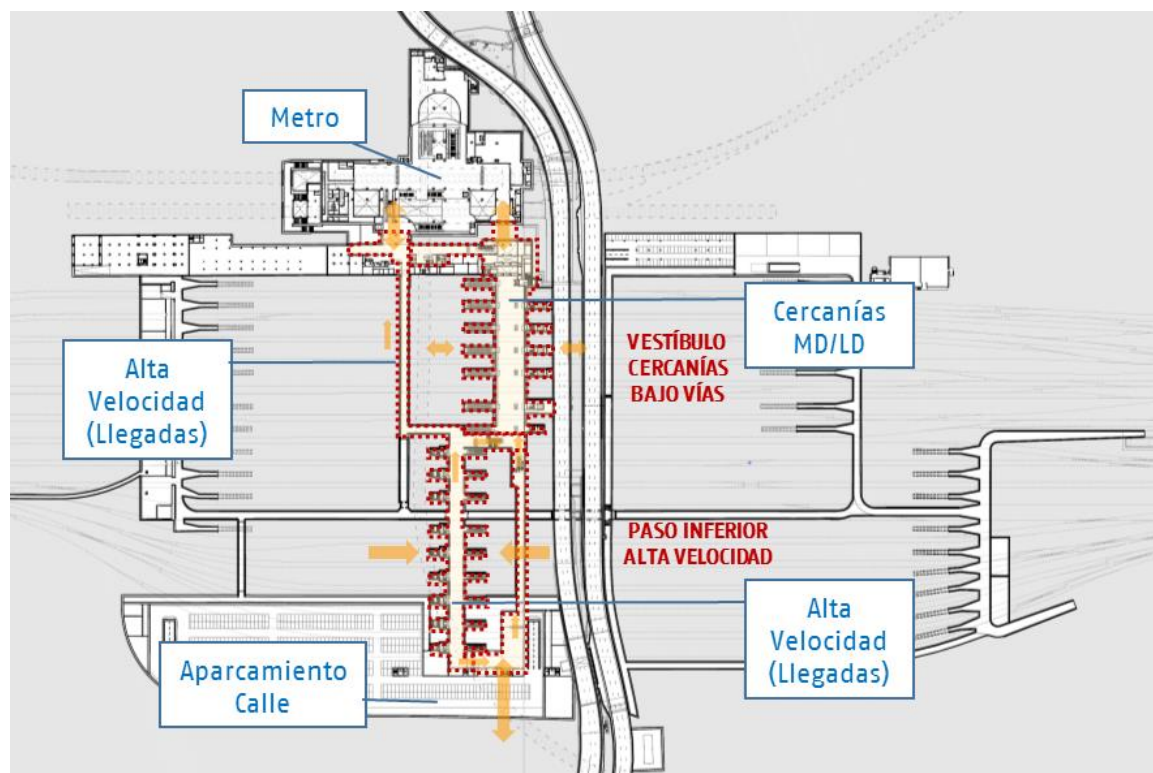 Metro
Cercanías
MD/LD
VESTÍBULO
CERCANÍAS
BAJO VÍAS
Alta
Velocidad
(Llegadas)
PASO INFERIOR
ALTA VELOCIDAD
Alta
Velocidad
(Llegadas)
Aparcamiento
Calle